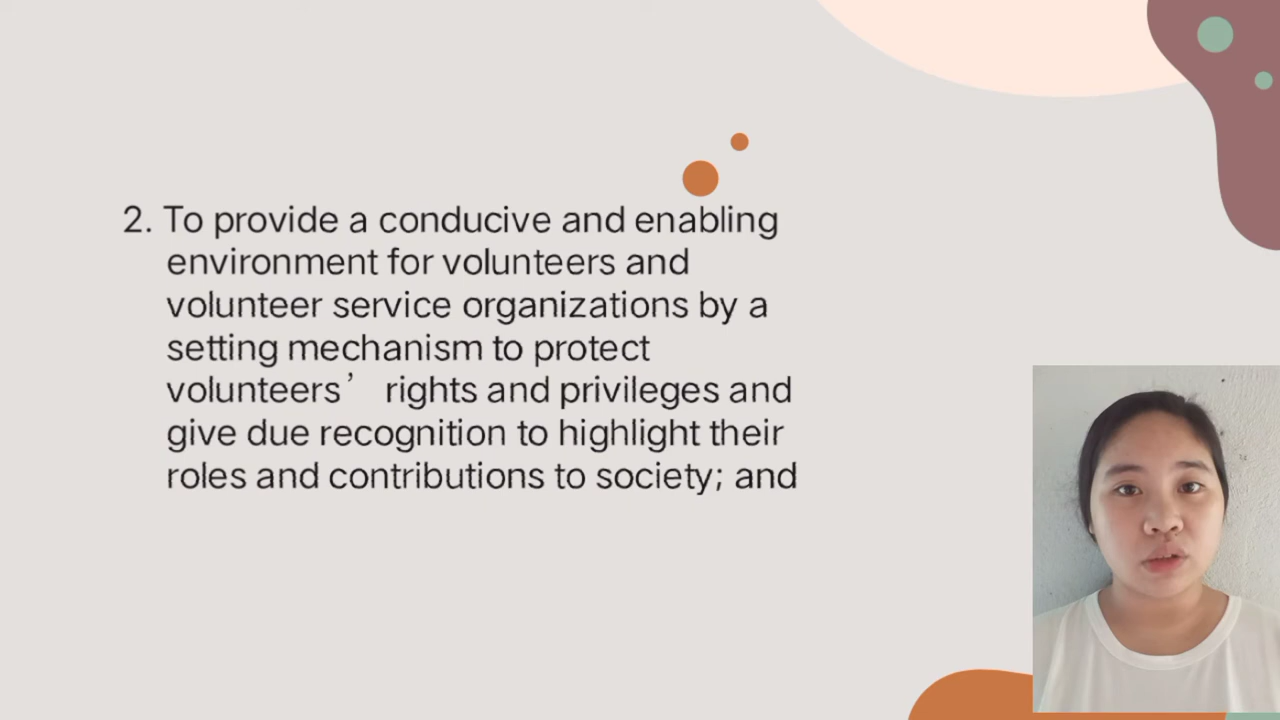 2. To provide a conducive and enabling
environment for volunteers and
volunteer service organizations by a
setting mechanism to protect
volunteers’ rights and privileges and
give due recognition to highlight their
roles and contributions to society; and